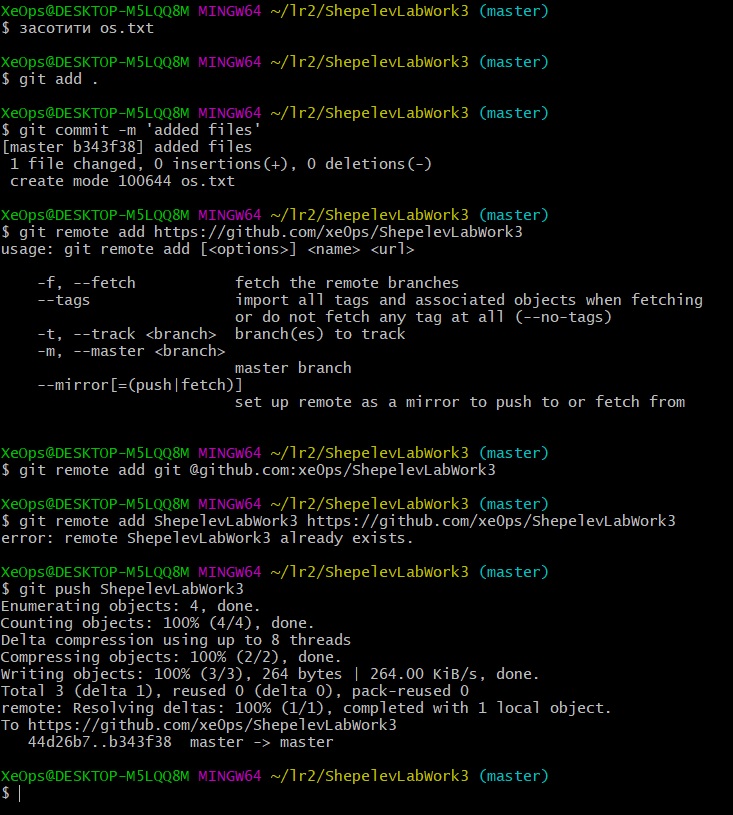 XeOps@DESKTOP-M5LQQ8M MINGW64 ~/lr2/ShepelevLabWork3 (master)
$ засотити os.txt
XeOps@DESKTOP-M5LQQ8M MINGW64 ~/lr2/ShepelevLabWork3 (master)
$ git add .
XeOps@DESKTOP-M5LQQ8M MINGW64 ~/lr2/ShepelevLabWork3 (master)
$ git commit -m 'added files'
[master b343f38] added files
 1 file changed, 0 insertions(+), 0 deletions(-)
 create mode 100644 os.txt
XeOps@DESKTOP-M5LQQ8M MINGW64 ~/lr2/ShepelevLabWork3 (master)
$ git remote add https://github.com/xe0ps/ShepelevLabWork3
usage: git remote add [<options>] <name> <url>
    -f, --fetch           fetch the remote branches
    --tags                import all tags and associated objects when fetching
                          or do not fetch any tag at all (--no-tags)
    -t, --track <branch>  branch(es) to track
    -m, --master <branch>
                          master branch
    --mirror[=(push|fetch)]
                          set up remote as a mirror to push to or fetch from
XeOps@DESKTOP-M5LQQ8M MINGW64 ~/lr2/ShepelevLabWork3 (master)
$ git remote add git @github.com:xe0ps/ShepelevLabWork3
XeOps@DESKTOP-M5LQQ8M MINGW64 ~/lr2/ShepelevLabWork3 (master)
$ git remote add ShepelevLabWork3 https://github.com/xe0ps/ShepelevLabWork3
error: remote ShepelevLabWork3 already exists.
XeOps@DESKTOP-M5LQQ8M MINGW64 ~/lr2/ShepelevLabWork3 (master)
$ git push ShepelevLabWork3
Enumerating objects: 4, done.
Counting objects: 100% (4/4), done.
Delta compression using up to 8 threads
Compressing objects: 100% (2/2), done.
Writing objects: 100% (3/3), 264 bytes | 264.00 KiB/s, done.
Total 3 (delta 1), reused 0 (delta 0), pack-reused 0
remote: Resolving deltas: 100% (1/1), completed with 1 local object.
To https://github.com/xe0ps/ShepelevLabWork3
   44d26b7..b343f38  master -> master
XeOps@DESKTOP-M5LQQ8M MINGW64 ~/lr2/ShepelevLabWork3 (master)
$